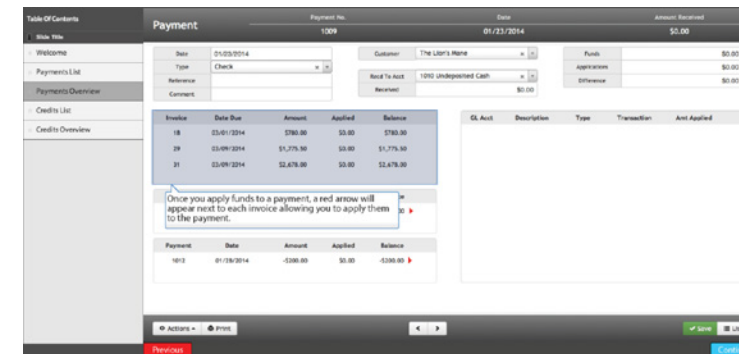 Table Of Contents
Slide Title
Welcome
Payments List
Payments Overview
Credits List
Credits Overview
Payment
Payment No.
1009
Date
01/23/2014
Amount Received
$0.00
Date 01/23/2014
Type Check
Reference
Comment
Customer The Lion's Mane
Recd To Acct 1010 Undeposited Cash
Received $0.00
Funds $0.00
Applications $0.00
Difference $0.00
Invoice Date Due Amount Applied Balance
18 03/01/2014 $780.00 $0.00 $780.00
29 03/09/2014 $1,775.50 $0.00 $1,775.50
31 03/09/2014 $2,678.00 $0.00 $2,678.00
GL Acct Description Type Transaction Amt Applied
Once you apply funds to a payment, a red arrow will
appear next to each invoice allowing you to apply them
to the payment.
Payment Date Amount Applied Balance
1012 01/28/2014 -$200.00 $0.00 -$200.00
Actions Print
Save
Previous